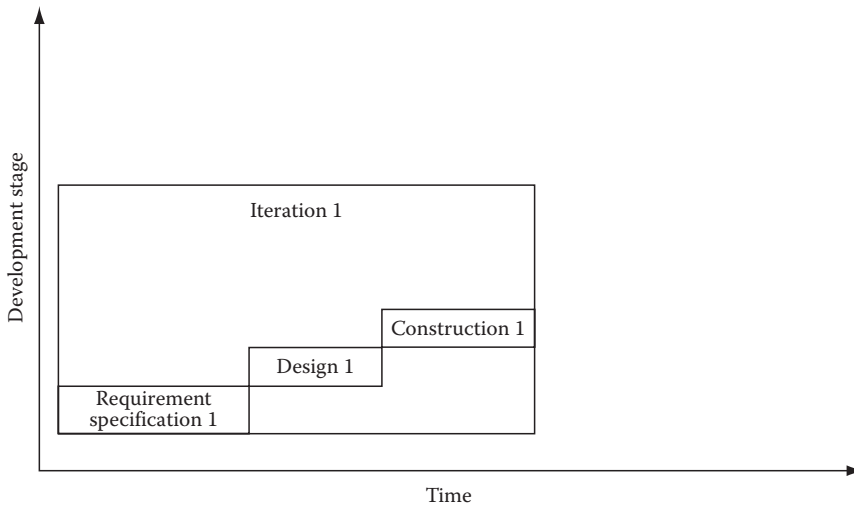 Development stage
Iteration 1
Construction 1
Design 1
Requirement
specification 1
Time